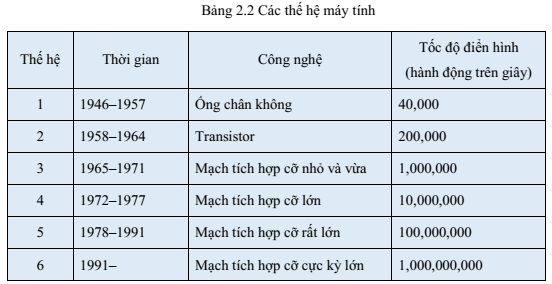 Bảng 2.2 Các thế hệ máy tính
Thế hệ Thời gian Công nghệ Tốc độ điển hình
(hành động trên giây)
1 1946–1957 Ống chân không 40,000
2 1958–1964 Transistor 200,000
3 1965–1971 Mạch tích hợp cỡ nhỏ và vừa 1,000,000
4 1972–1977 Mạch tích hợp cỡ lớn 10,000,000
5 1978–1991 Mạch tích hợp cỡ rất lớn 100,000,000
6 1991– Mạch tích hợp cỡ cực kỳ lớn 1,000,000,000